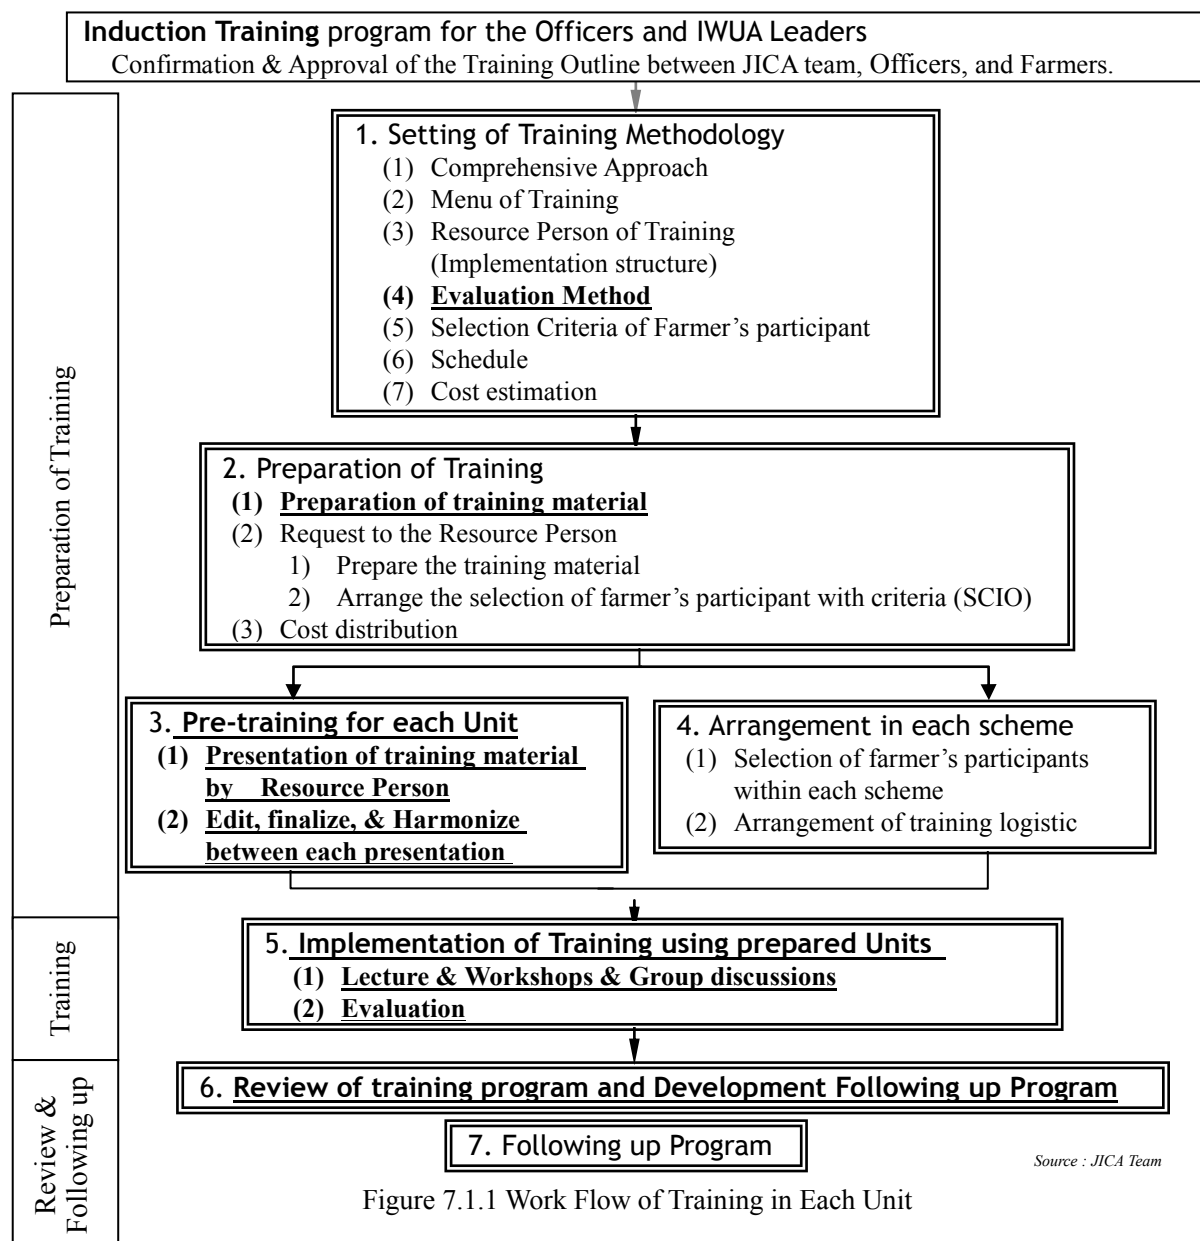 Induction Training program for the Officers and IWUA Leaders
Confirmation & Approval of the Training Outline between JICA team, Officers, and Farmers.
Preparation of Training
1. Setting of Training Methodology
(1) Comprehensive Approach
(2) Menu of Training
(3) Resource Person of Training
(Implementation structure)
(4) Evaluation Method
(5) Selection Criteria of Farmer's participant
(6) Schedule
(7) Cost estimation
2. Preparation of Training
(1) Preparation of training material
(2) Request to the Resource Person
1) Prepare the training material
2) Arrange the selection of farmer's participant with criteria (SCIO)
(3) Cost distribution
3. Pre-training for each Unit
(1) Presentation of training material
by Resource Person
(2) Edit, finalize, & Harmonize
between each presentation
4. Arrangement in each scheme
(1) Selection of farmer's participants
within each scheme
(2) Arrangement of training logistic
Training
5. Implementation of Training using prepared Units
(1) Lecture & Workshops & Group discussions
(2) Evaluation
Review &
Following up
6. Review of training program and Development Following up Program
7. Following up Program
Source : JICA Team
Figure 7.1.1 Work Flow of Training in Each Unit